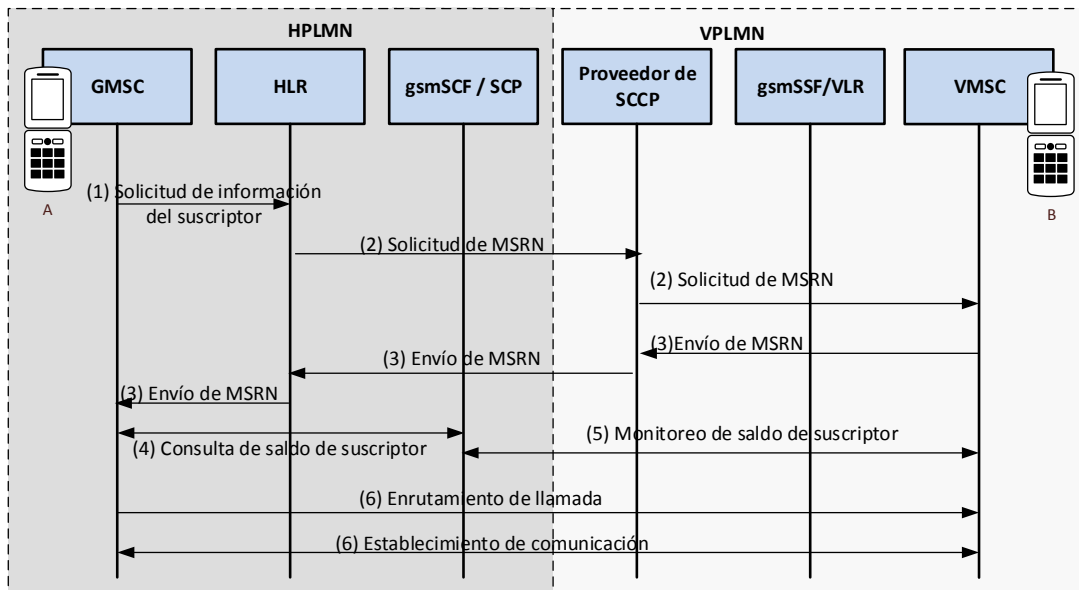 HPLMN
VPLMN
GMSC
HLR
gsmSCF / SCP
Proveedor de
SCCP
gsmSSF/VLR
VMSC
A
B
(1) Solicitud de información
del suscriptor
(2) Solicitud de MSRN
(2) Solicitud de MSRN
(3)Envío de MSRN
(3) Envío de MSRN
(3) Envío de MSRN
(4) Consulta de saldo de suscriptor
(5) Monitoreo de saldo de suscriptor
(6) Enrutamiento de llamada
(6) Establecimiento de comunicación